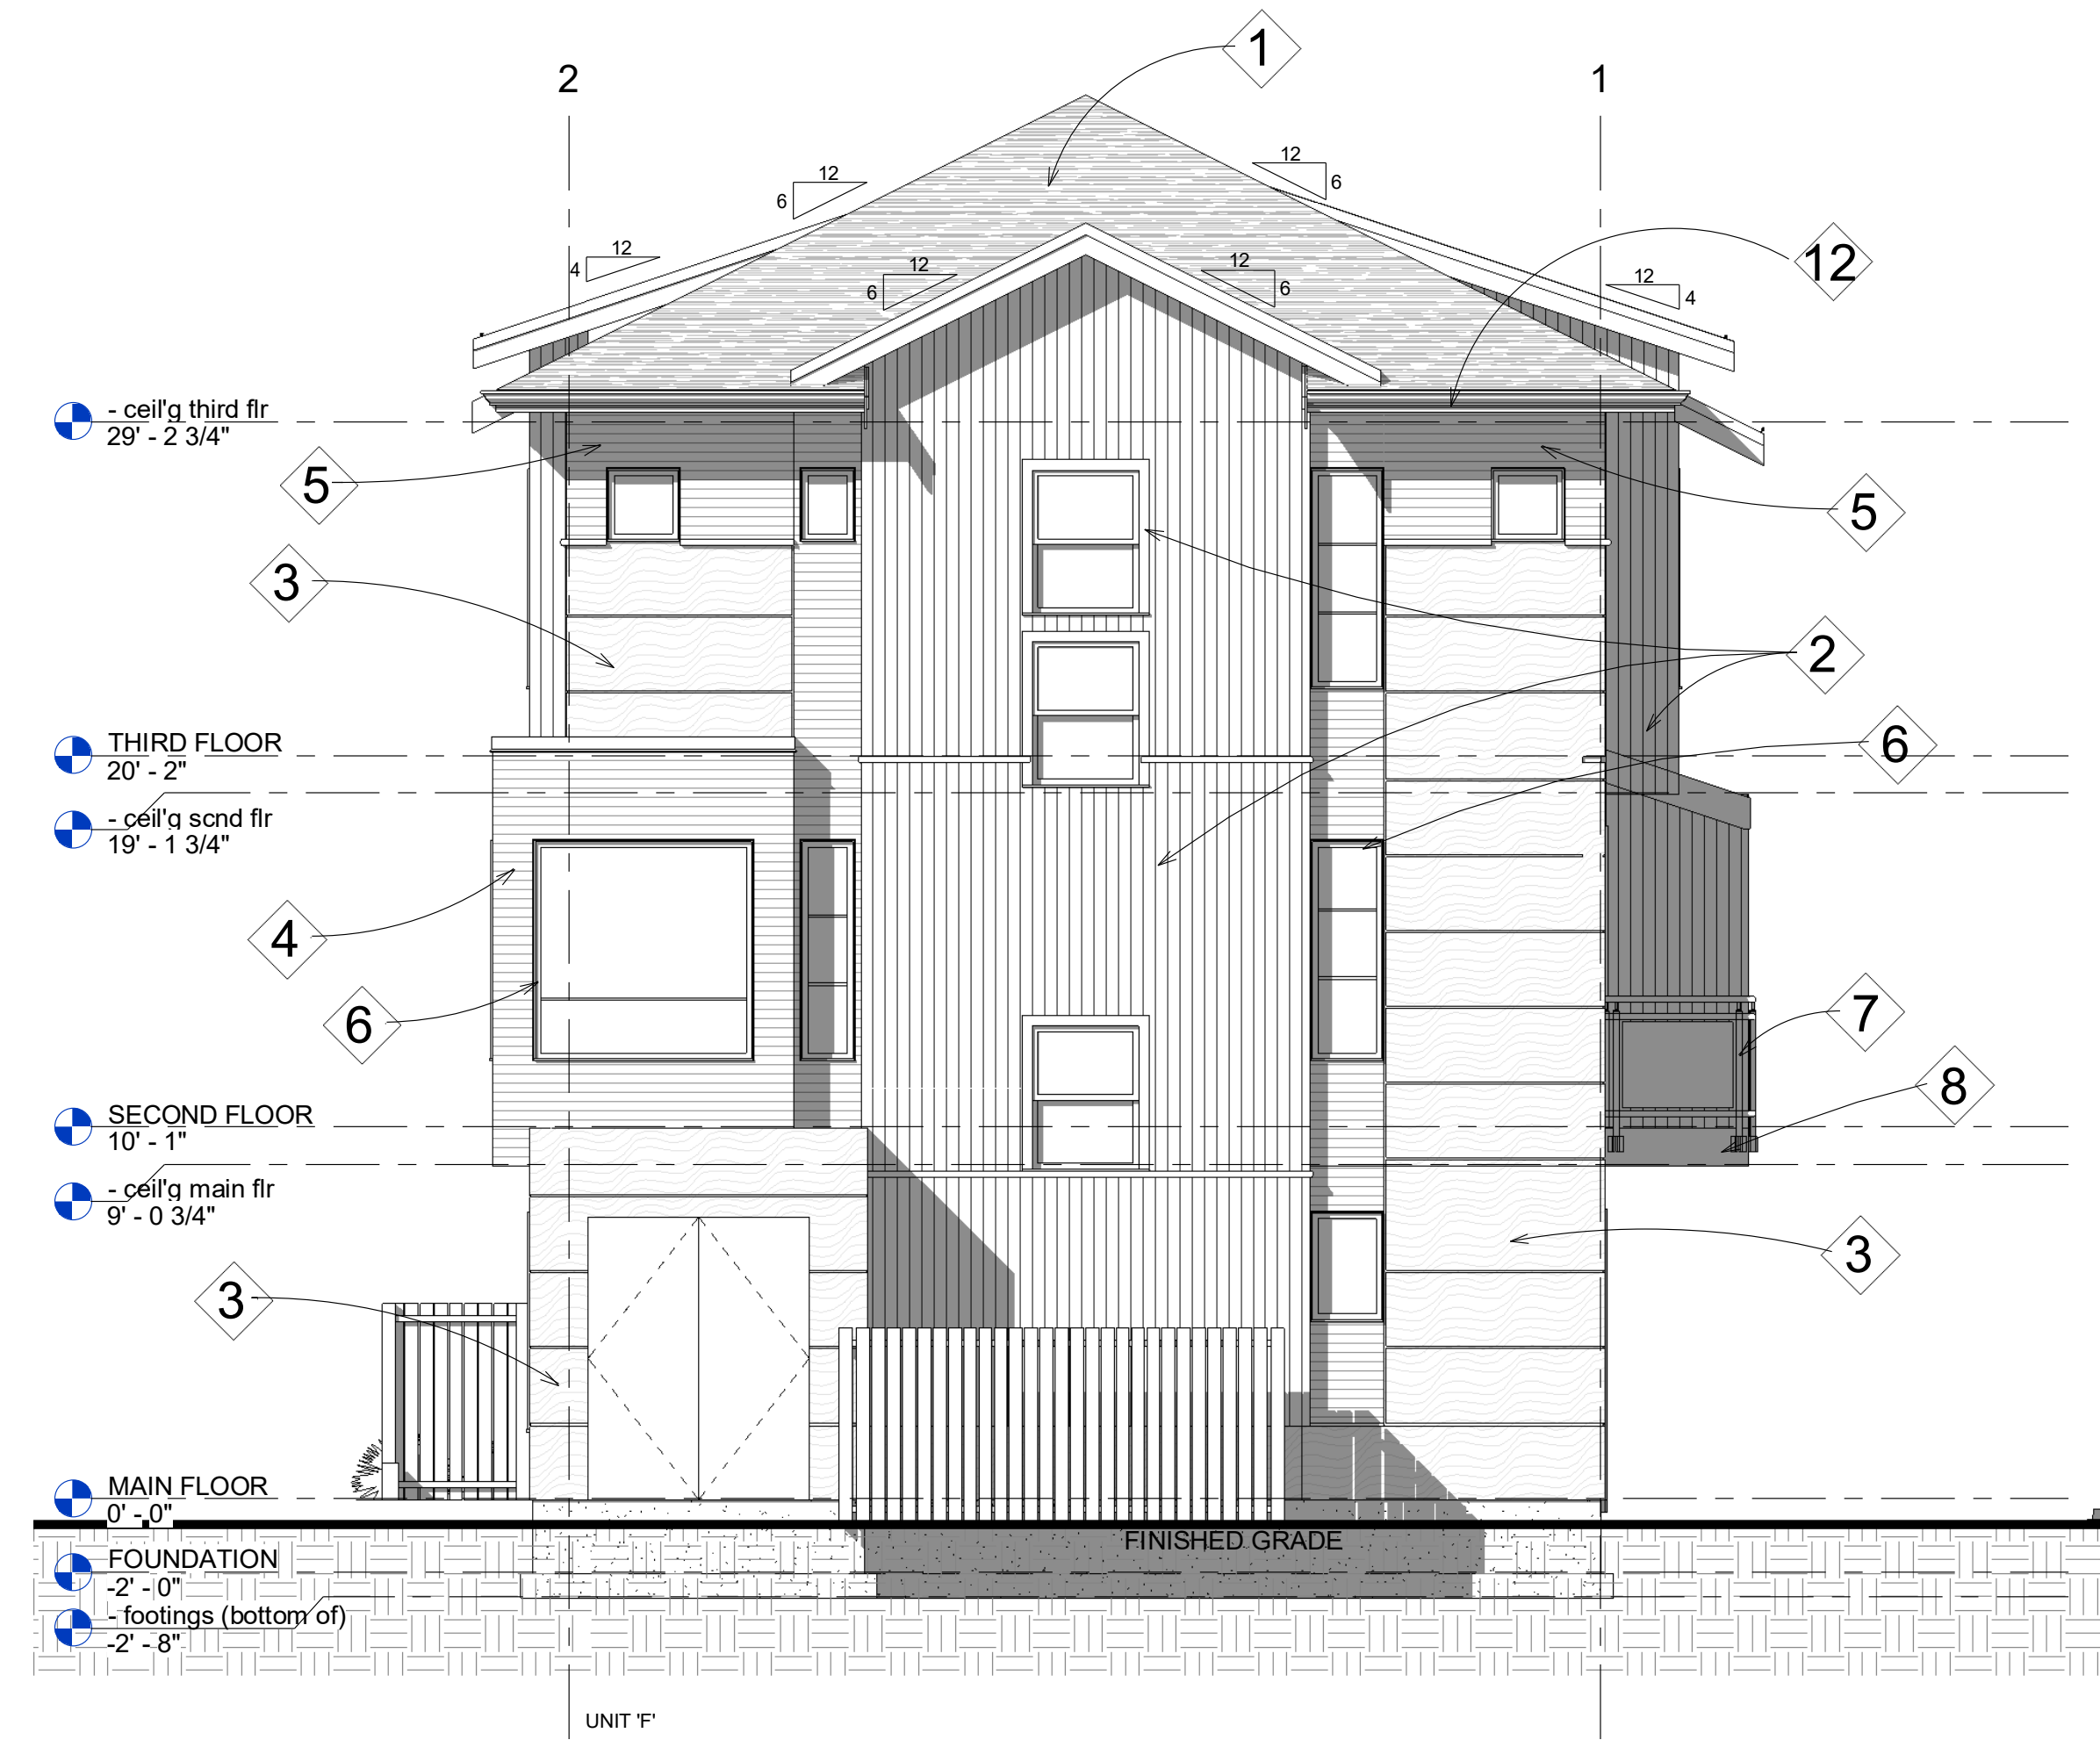 1
2
1
12
6
12
6
12
4
12
6
12
6
12
12
4
- ceil'g third flr
29' - 2 3/4"
5
5
3
2
THIRD FLOOR
20' - 2"
6
- ceil'g scnd flr
19' - 1 3/4"
4
6
7
8
SECOND FLOOR
10' - 1"
- ceil'g main flr
9' - 0 3/4"
3
3
MAIN FLOOR
0' - 0"
FINISHED GRADE
FOUNDATION
-2' - 0"
- footings (bottom of)
-2' - 8"
UNIT 'F'